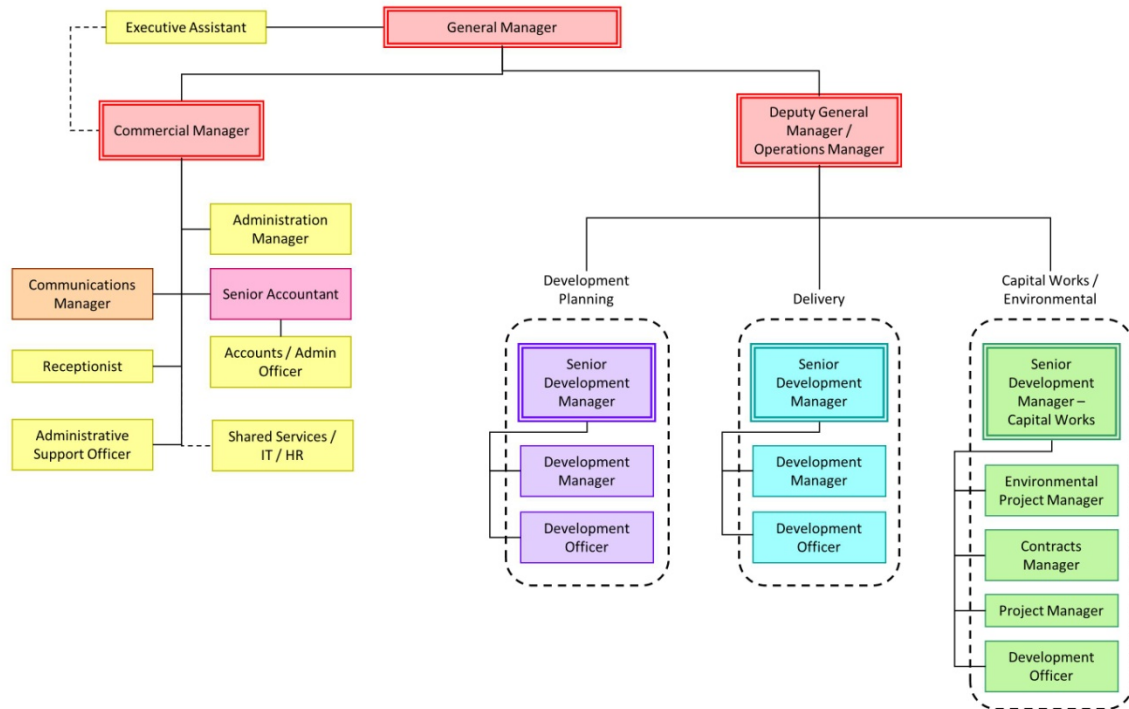 Executive Assistant
General Manager
Commercial Manager
Deputy General
Manager /
Operations Manager
Administration
Manager
Communications
Manager
Senior Accountant
Receptionist
Accounts / Admin
Officer
Administrative
Support Officer
Shared Services /
IT / HR
Development
Planning
Senior
Development
Manager
Development
Manager
Development
Officer
Delivery
Senior
Development
Manager
Development
Manager
Development
Officer
Capital Works /
Environmental
Senior
Development
Manager –
Capital Works
Environmental
Project Manager
Contracts
Manager
Project Manager
Development
Officer